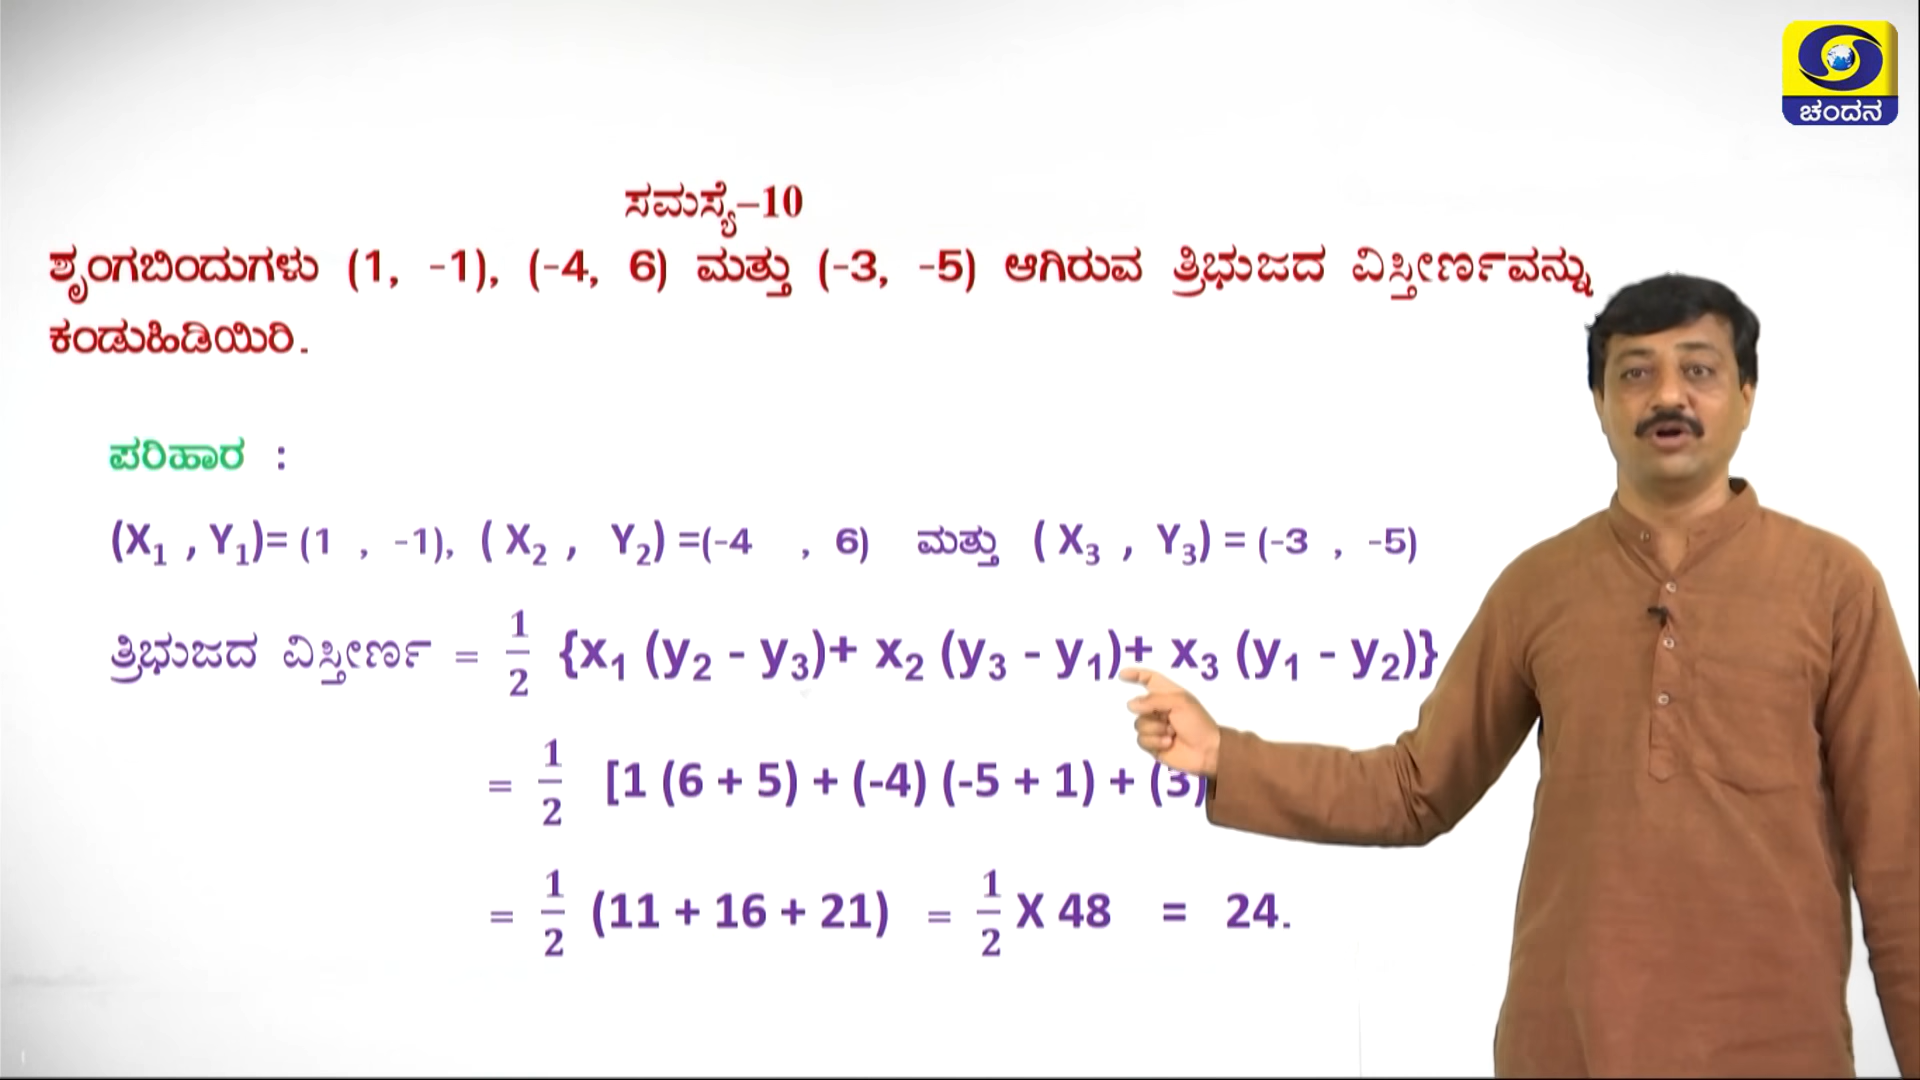 ಚಂದನ
ಸಮಸ್ಯೆ–10
ಶೃಂಗಬಿಂದುಗಳು (1, -1), (-4, 6) ಮತ್ತು (-3, -5) ಆಗಿರುವ ತ್ರಿಭುಜದ ವಿಸ್ತೀರ್ಣವನ್ನು
ಕಂಡುಹಿಡಿಯಿರಿ.
ಪರಿಹಾರ :
(X₁ , Y₁)= (1 , -1), ( X₂ , Y₂) =(-4 , 6) ಮತ್ತು ( X₃ , Y₃) = (-3 , -5)
ತ್ರಿಭುಜದ ವಿಸ್ತೀರ್ಣ = 1/2 {x₁ (y₂ - y₃)+ x₂ (y₃ - y₁)+ x₃ (y₁ - y₂)}
= 1/2 [1 (6 + 5) + (-4) (-5 + 1) + (3)
= 1/2 (11 + 16 + 21) = 1/2 X 48 = 24.